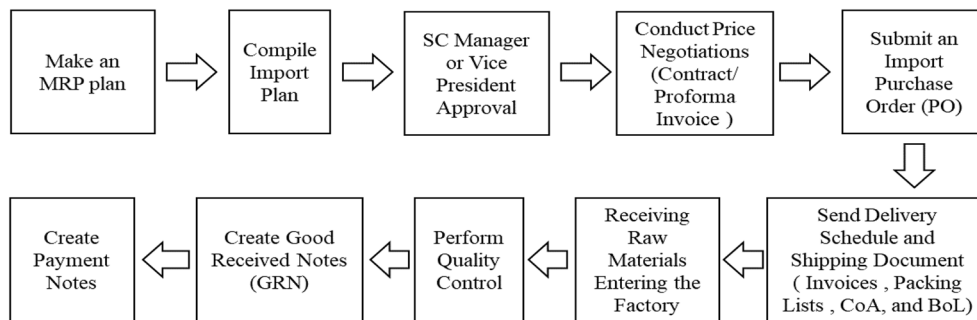 Make an
MRP plan
Compile
Import
Plan
SC Manager
or Vice
President
Approval
Conduct Price
Negotiations
(Contract/
Proforma
Invoice )
Submit an
Import
Purchase
Order (PO)
Send Delivery
Schedule and
Shipping Document
( Invoices , Packing
Lists , CoA, and BoL)
Receiving
Raw
Materials
Entering the
Factory
Perform
Quality
Control
Create Good
Received Notes
(GRN)
Create
Payment
Notes